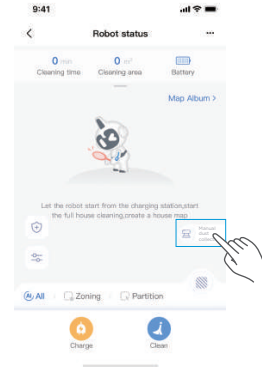 9:41
Robot status
0 min
0 m²
Cleaning time
Cleaning area
Battery
Map Album >
Let the robot start from the charging station,start
the full house cleaning,create a house map
Manual
dust
collection
All
Zoning
Partition
Charge
Clean